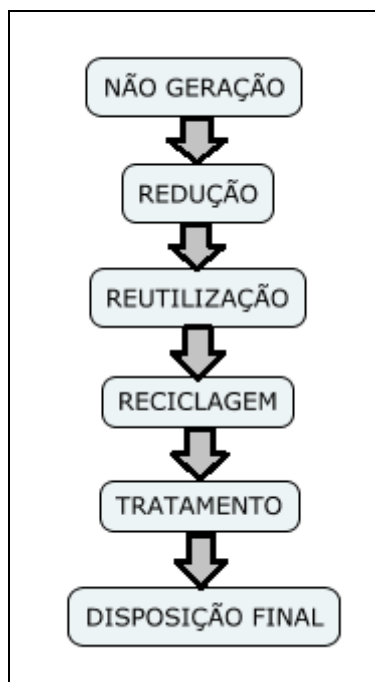 NÃO GERAÇÃO
REDUÇÃO
REUTILIZAÇÃO
RECICLAGEM
TRATAMENTO
DISPOSIÇÃO FINAL